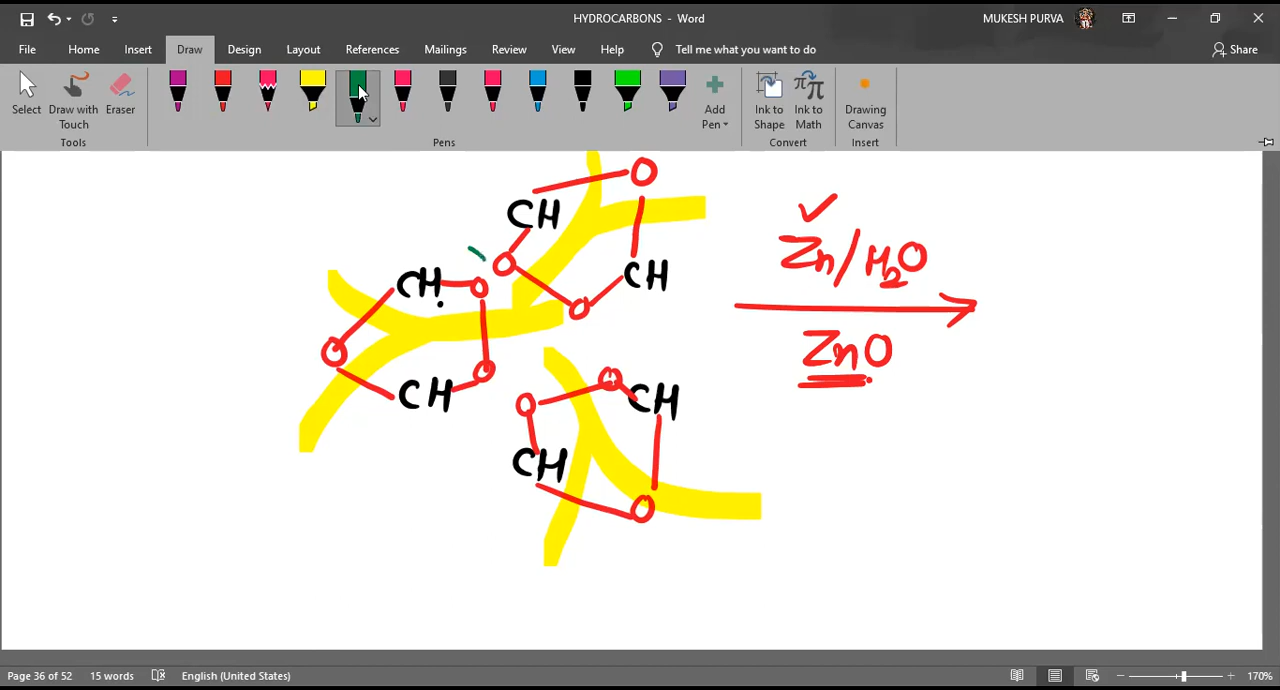 HYDROCARBONS - Word
MUKESH PURVA
File Home Insert Draw Design Layout References Mailings Review View Help Tell me what you want to do Share
Select Draw with Touch Eraser Add Pen Ink to Shape Ink to Math Drawing Canvas
Tools Pens Convert Insert
O
CH
O
CH O
CH
O
Zn/H2O
ZnO
O
CH O
O O CH
CH
O
Page 36 of 52 15 words English (United States) 170%